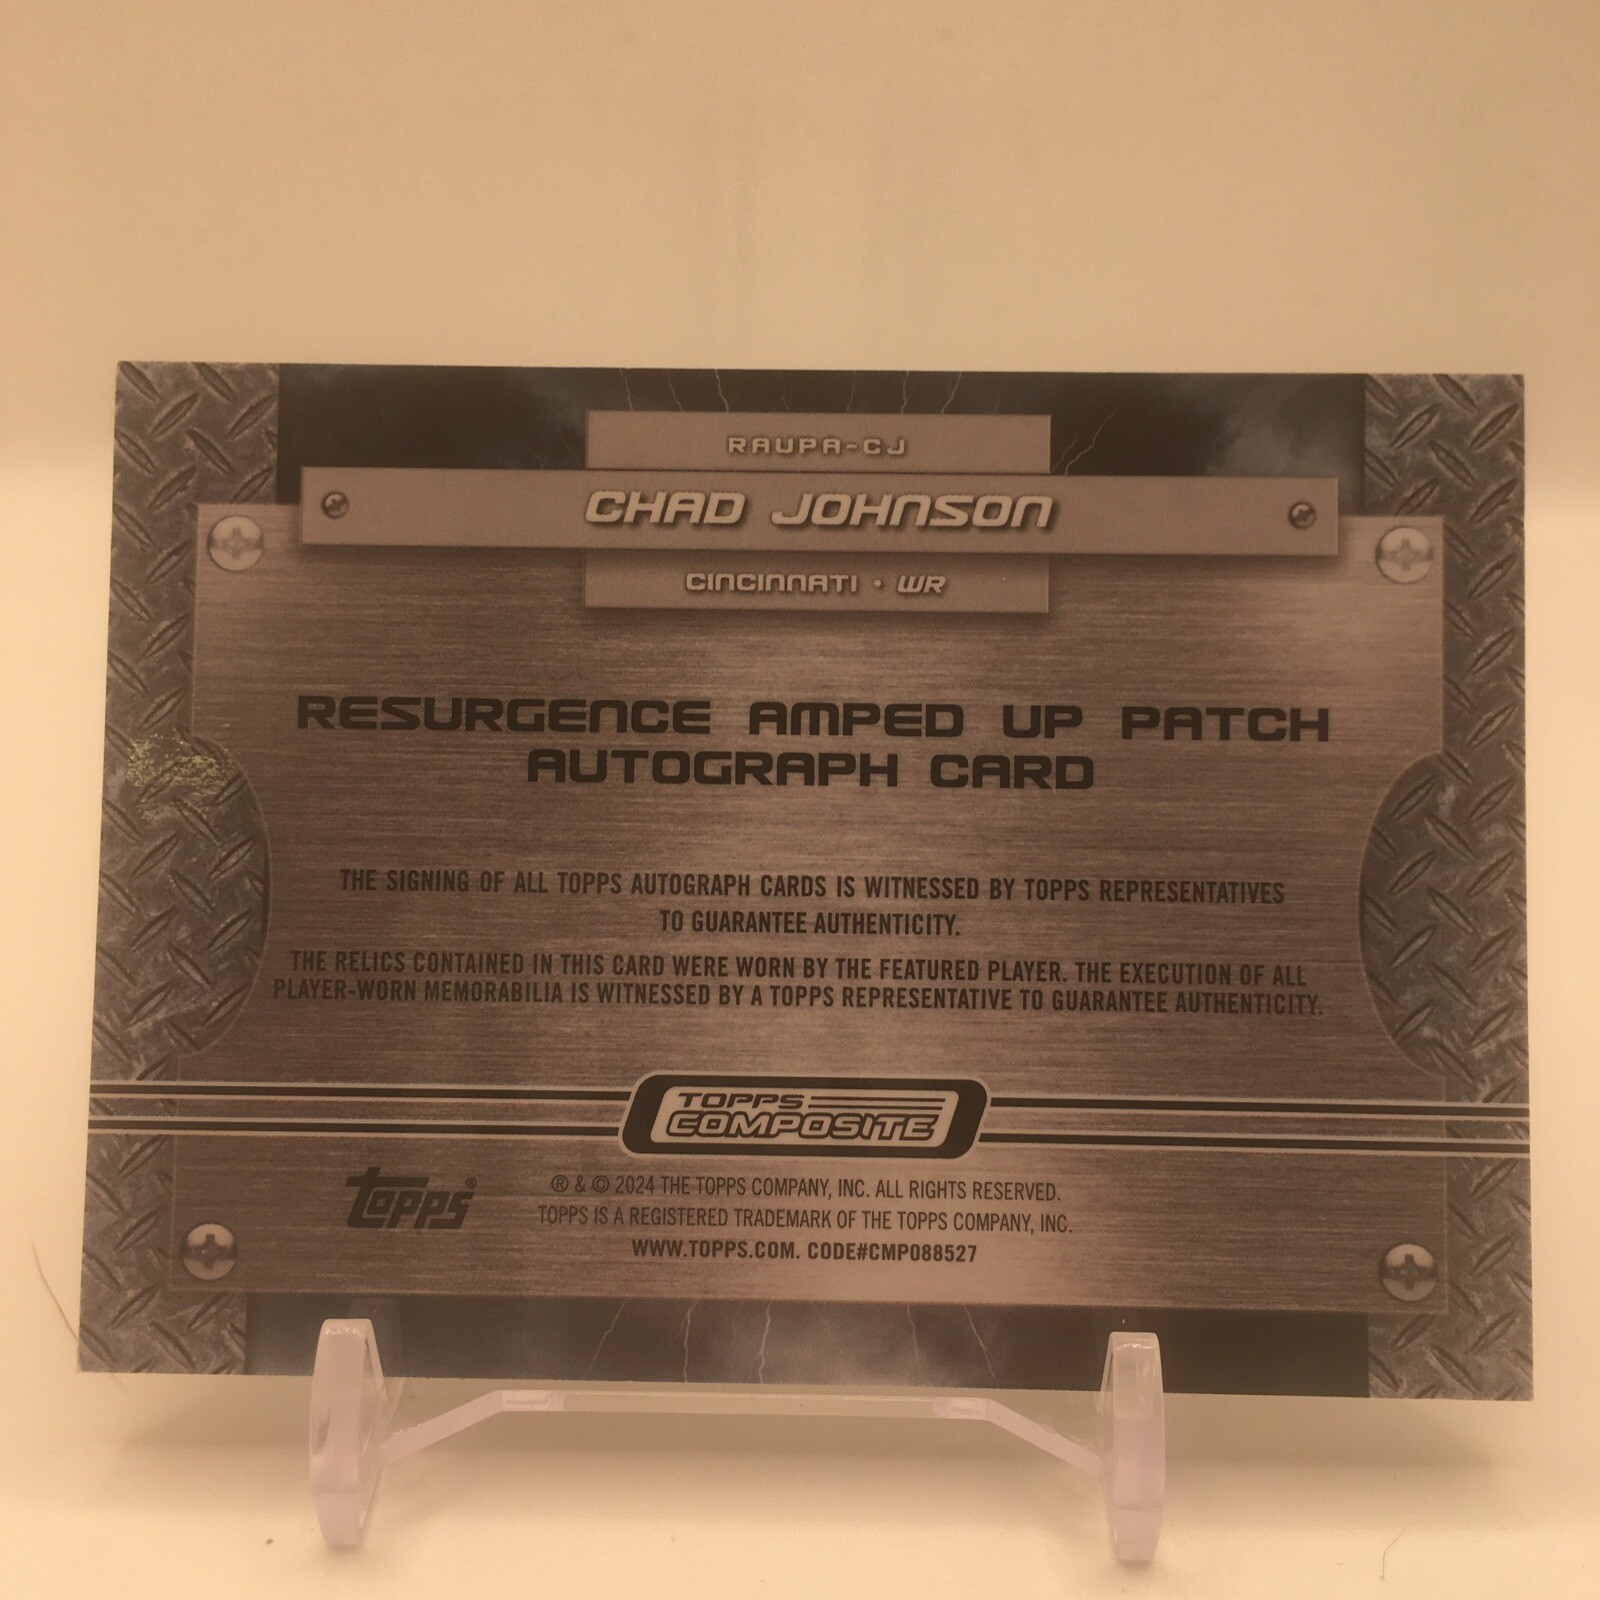 RAUPA-CJ
CHAD JOHNSON
CINCINNATI • WR
RESURGENCE AMPED UP PATCH
AUTOGRAPH CARD
THE SIGNING OF ALL TOPPS AUTOGRAPH CARDS IS WITNESSED BY TOPPS REPRESENTATIVES
TO GUARANTEE AUTHENTICITY.
THE RELICS CONTAINED IN THIS CARD WERE WORN BY THE FEATURED PLAYER. THE EXECUTION OF ALL
PLAYER-WORN MEMORABILIA IS WITNESSED BY A TOPPS REPRESENTATIVE TO GUARANTEE AUTHENTICITY.
TOPPS
COMPOSITE
topps®
® & © 2024 THE TOPPS COMPANY, INC. ALL RIGHTS RESERVED.
TOPPS IS A REGISTERED TRADEMARK OF THE TOPPS COMPANY, INC.
WWW.TOPPS.COM. CODE#CMP088527